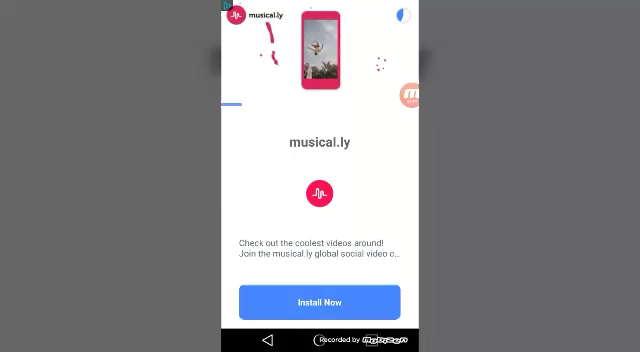 musical.ly
musical.ly
Check out the coolest videos around!
Join the musical.ly global social video c...
Install Now
Recorded by